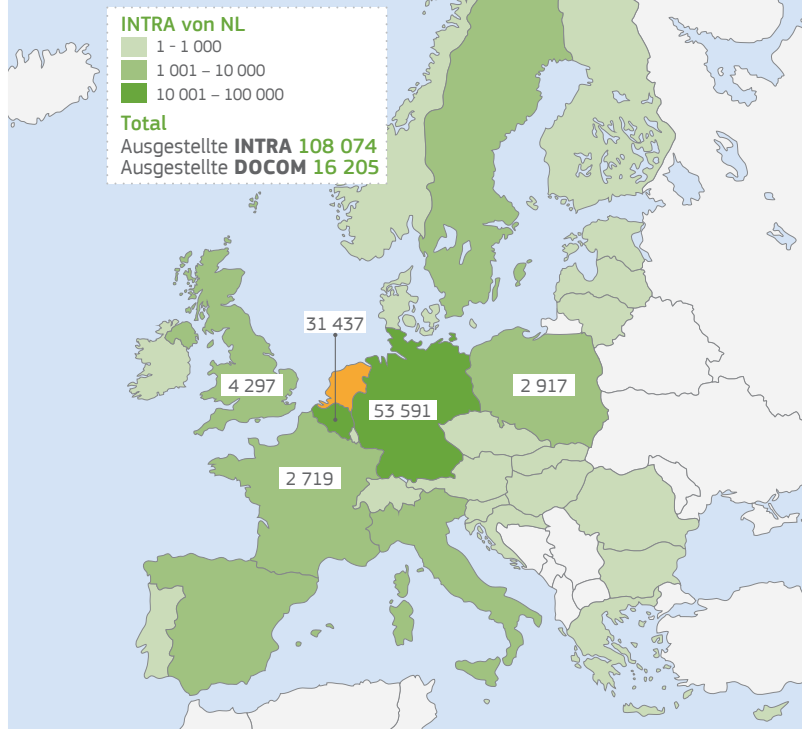 INTRA von NL
1 - 1 000
1 001 – 10 000
10 001 – 100 000
Total
Ausgestellte INTRA 108 074
Ausgestellte DOCOM 16 205
31 437
4 297
2 917
53 591
2 719